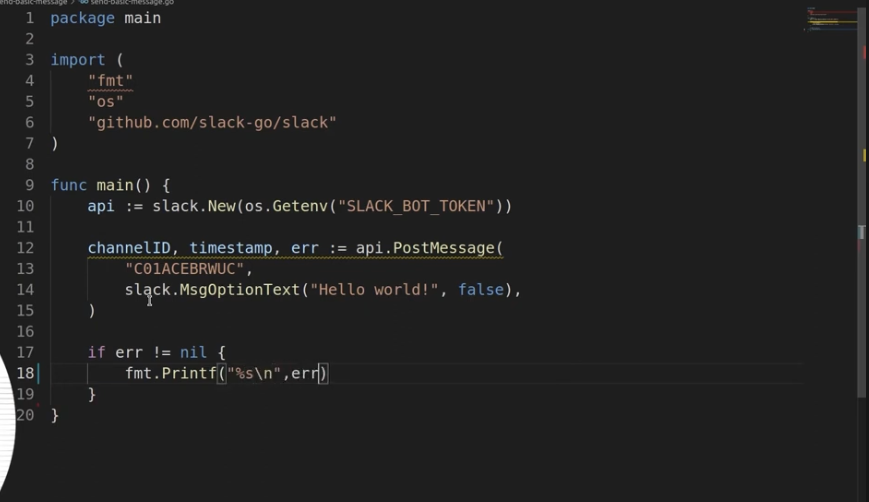 send-basic-message > send-basic-message.go
1 package main
2
3 import (
4 "fmt"
5 "os"
6 "github.com/slack-go/slack"
7 )
8
9 func main() {
10 api := slack.New(os.Getenv("SLACK_BOT_TOKEN"))
11
12 channelID, timestamp, err := api.PostMessage(
13 "C01ACEBRWUC",
14 slack.MsgOptionText("Hello world!", false),
15 )
16
17 if err != nil {
18 fmt.Printf("%s\n",err)
19 }
20 }